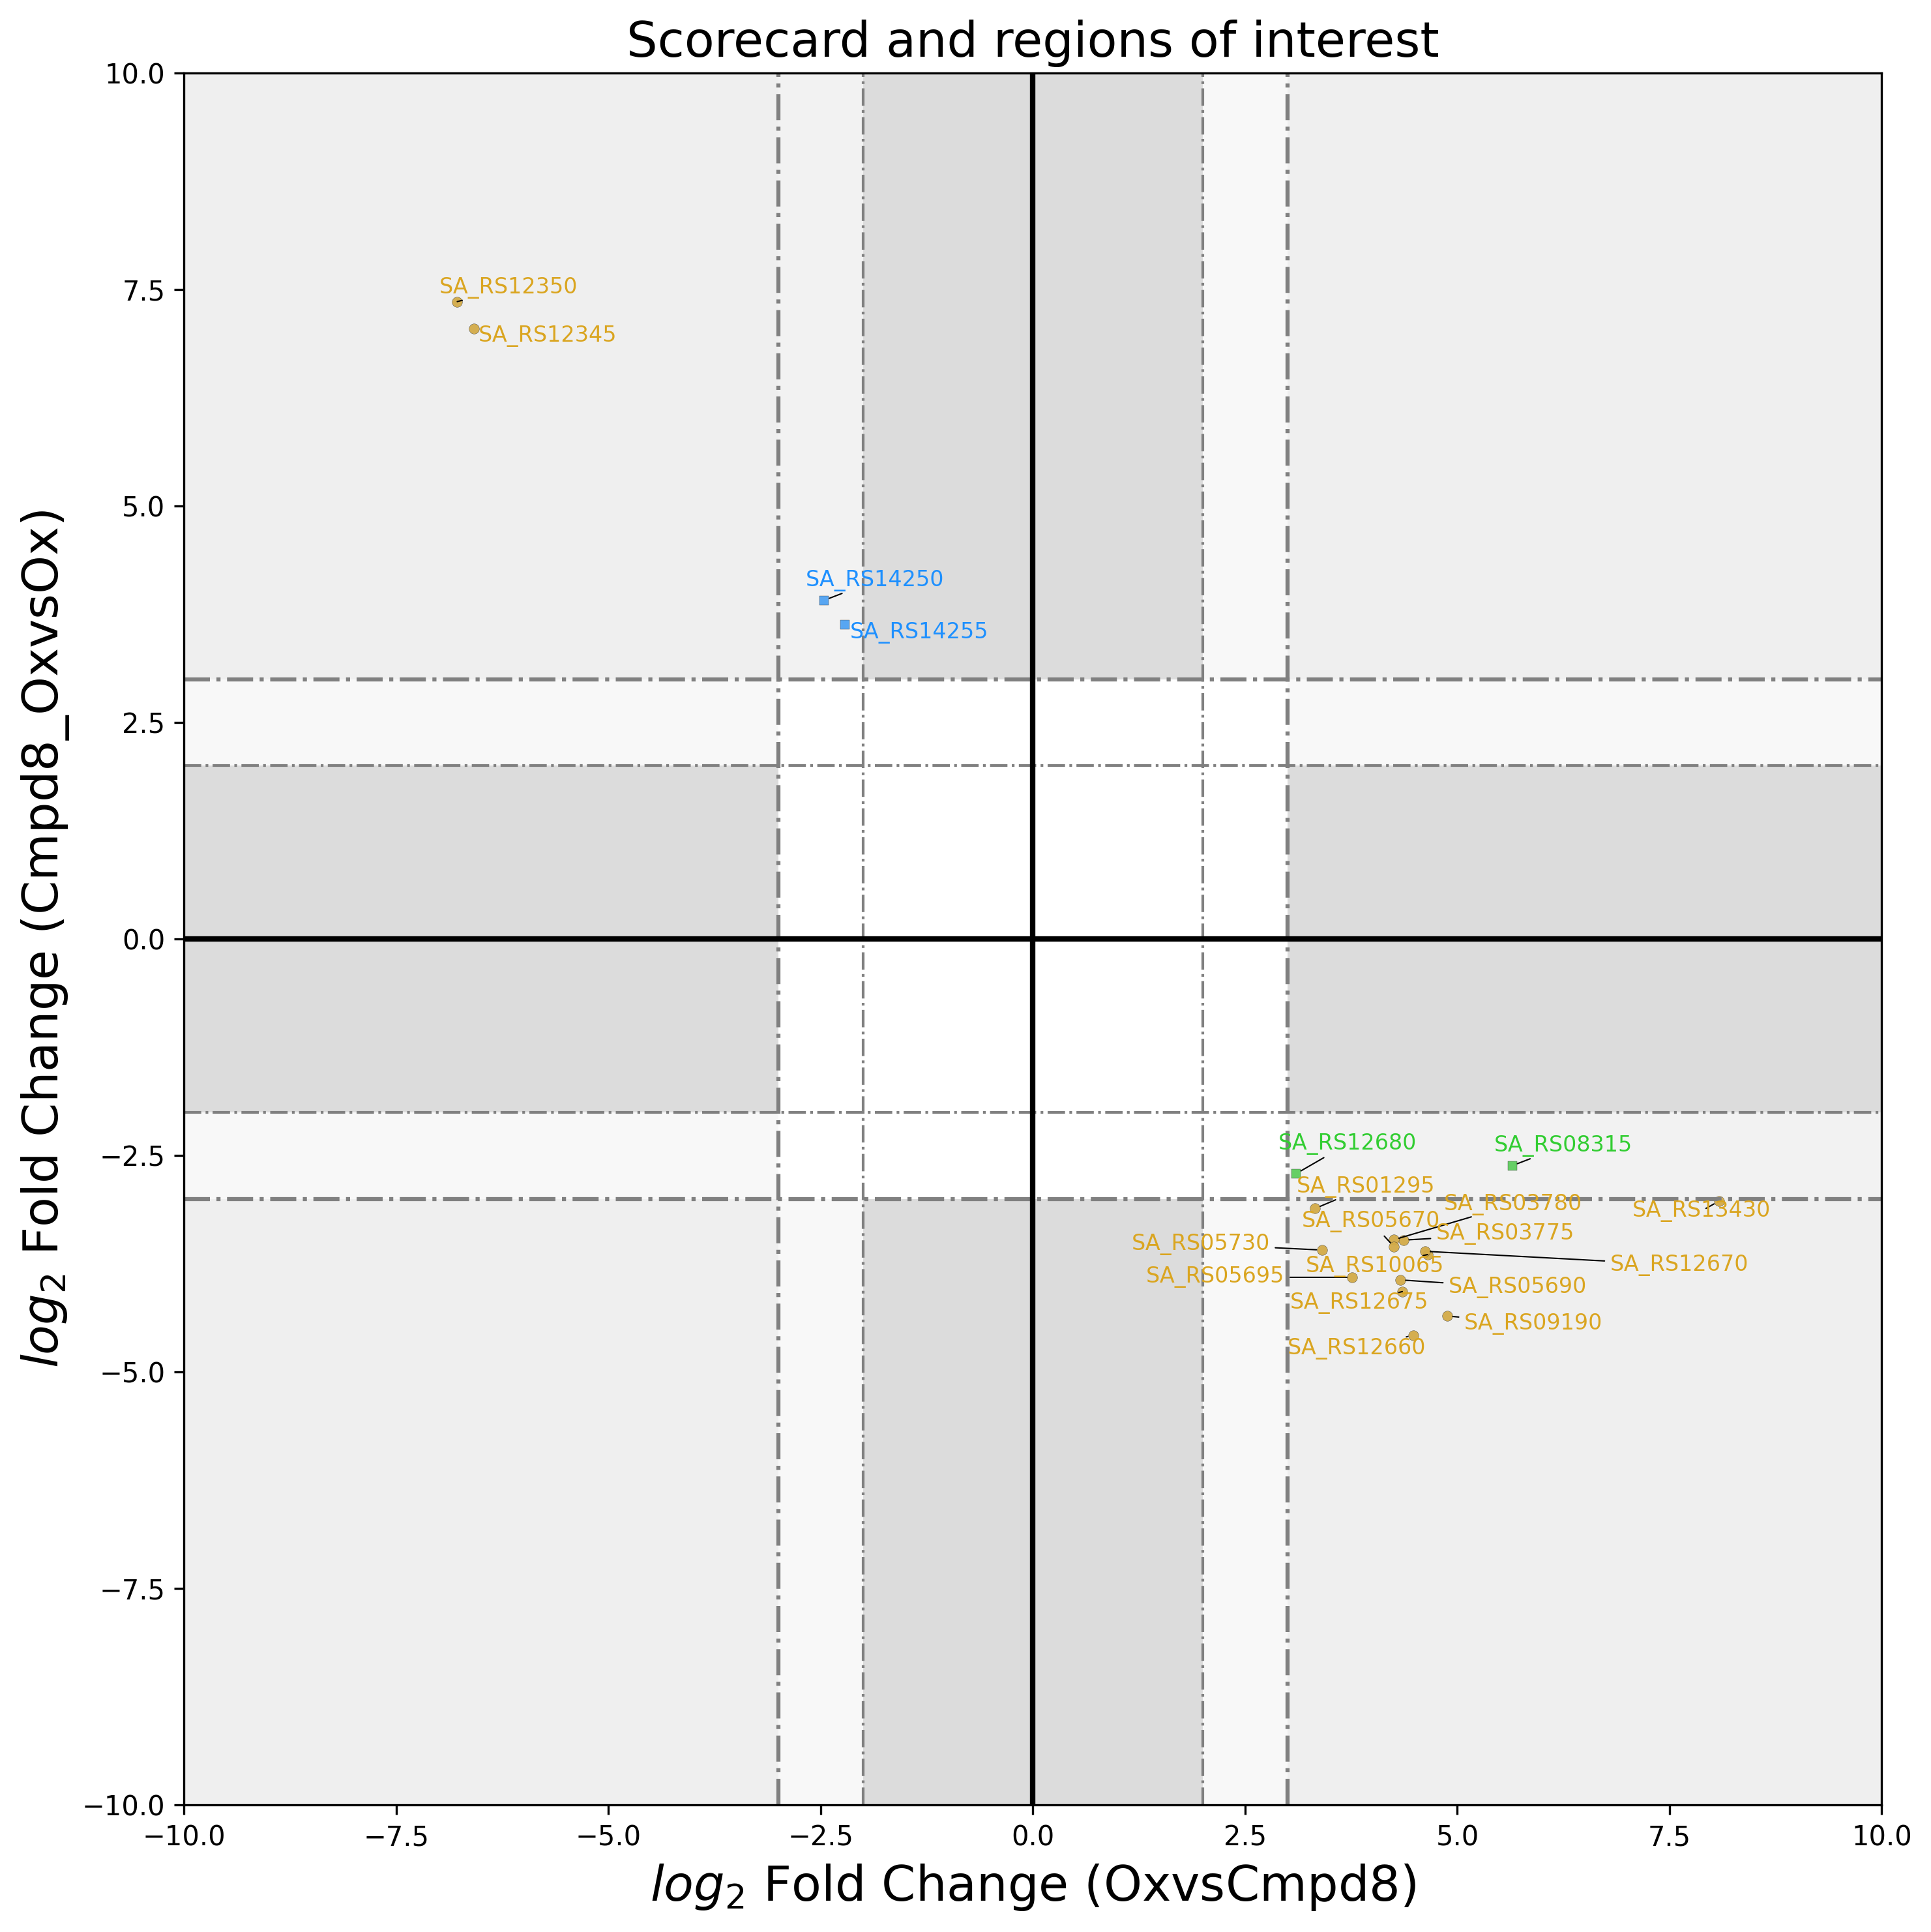 Scorecard and regions of interest
10.0
7.5
5.0
2.5
0.0
−2.5
−5.0
−7.5
−10.0
log2 Fold Change (Cmpd8_OxvsOx)
SA_RS12350
SA_RS12345
SA_RS14250
SA_RS14255
SA_RS12680
SA_RS08315
SA_RS01295
SA_RS03780
SA_RS13430
SA_RS05670
SA_RS03775
SA_RS05730
SA_RS10065
SA_RS12670
SA_RS05695
SA_RS05690
SA_RS12675
SA_RS09190
SA_RS12660
−10.0
−7.5
−5.0
−2.5
0.0
2.5
5.0
7.5
10.0
log2 Fold Change (OxvsCmpd8)